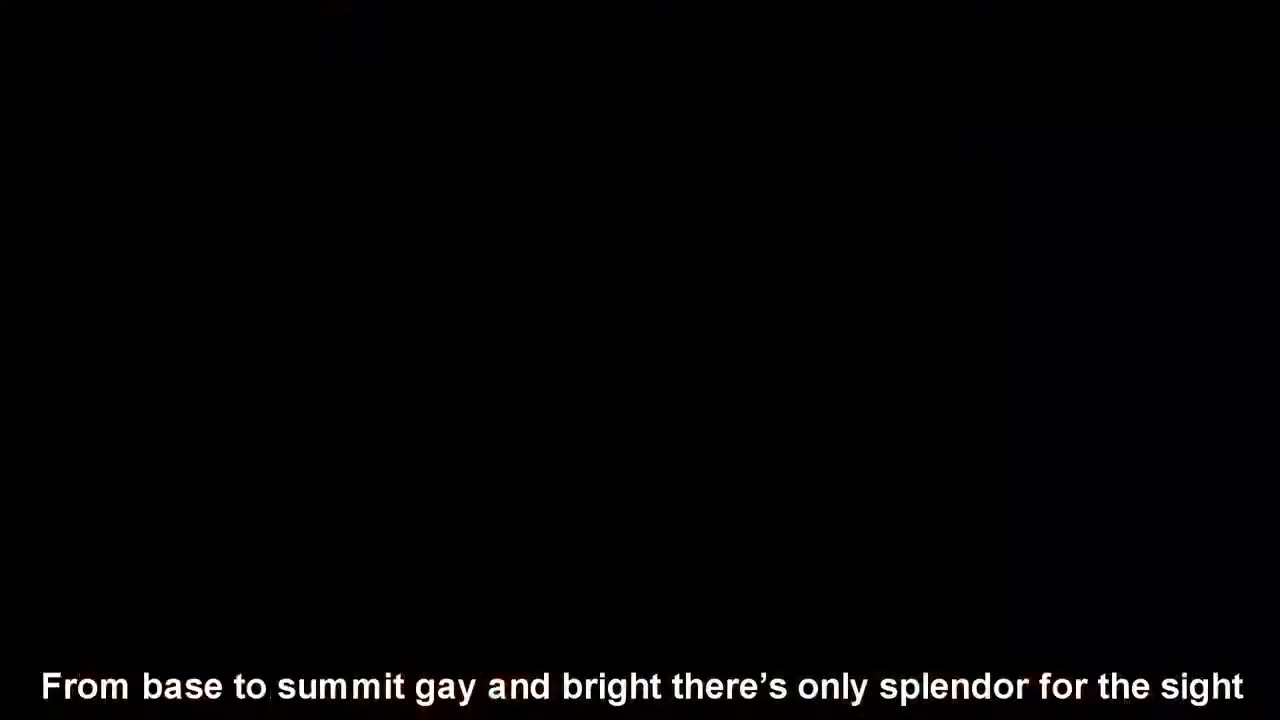 From base to summit gay and bright there’s only splendor for the sight